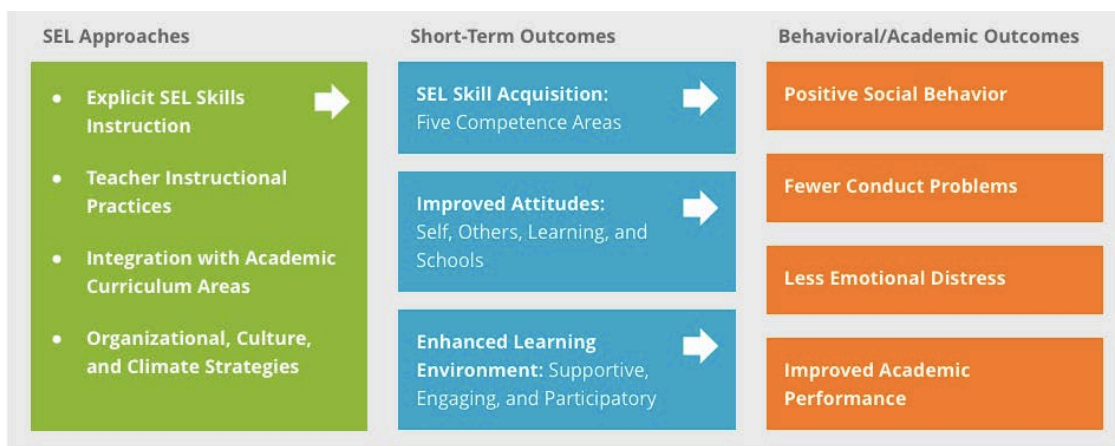 SEL Approaches
Explicit SEL Skills
Instruction
Teacher Instructional
Practices
Integration with Academic
Curriculum Areas
Organizational, Culture,
and Climate Strategies
Short-Term Outcomes
SEL Skill Acquisition:
Five Competence Areas
Improved Attitudes:
Self, Others, Learning, and
Schools
Enhanced Learning
Environment: Supportive,
Engaging, and Participatory
Behavioral/Academic Outcomes
Positive Social Behavior
Fewer Conduct Problems
Less Emotional Distress
Improved Academic
Performance